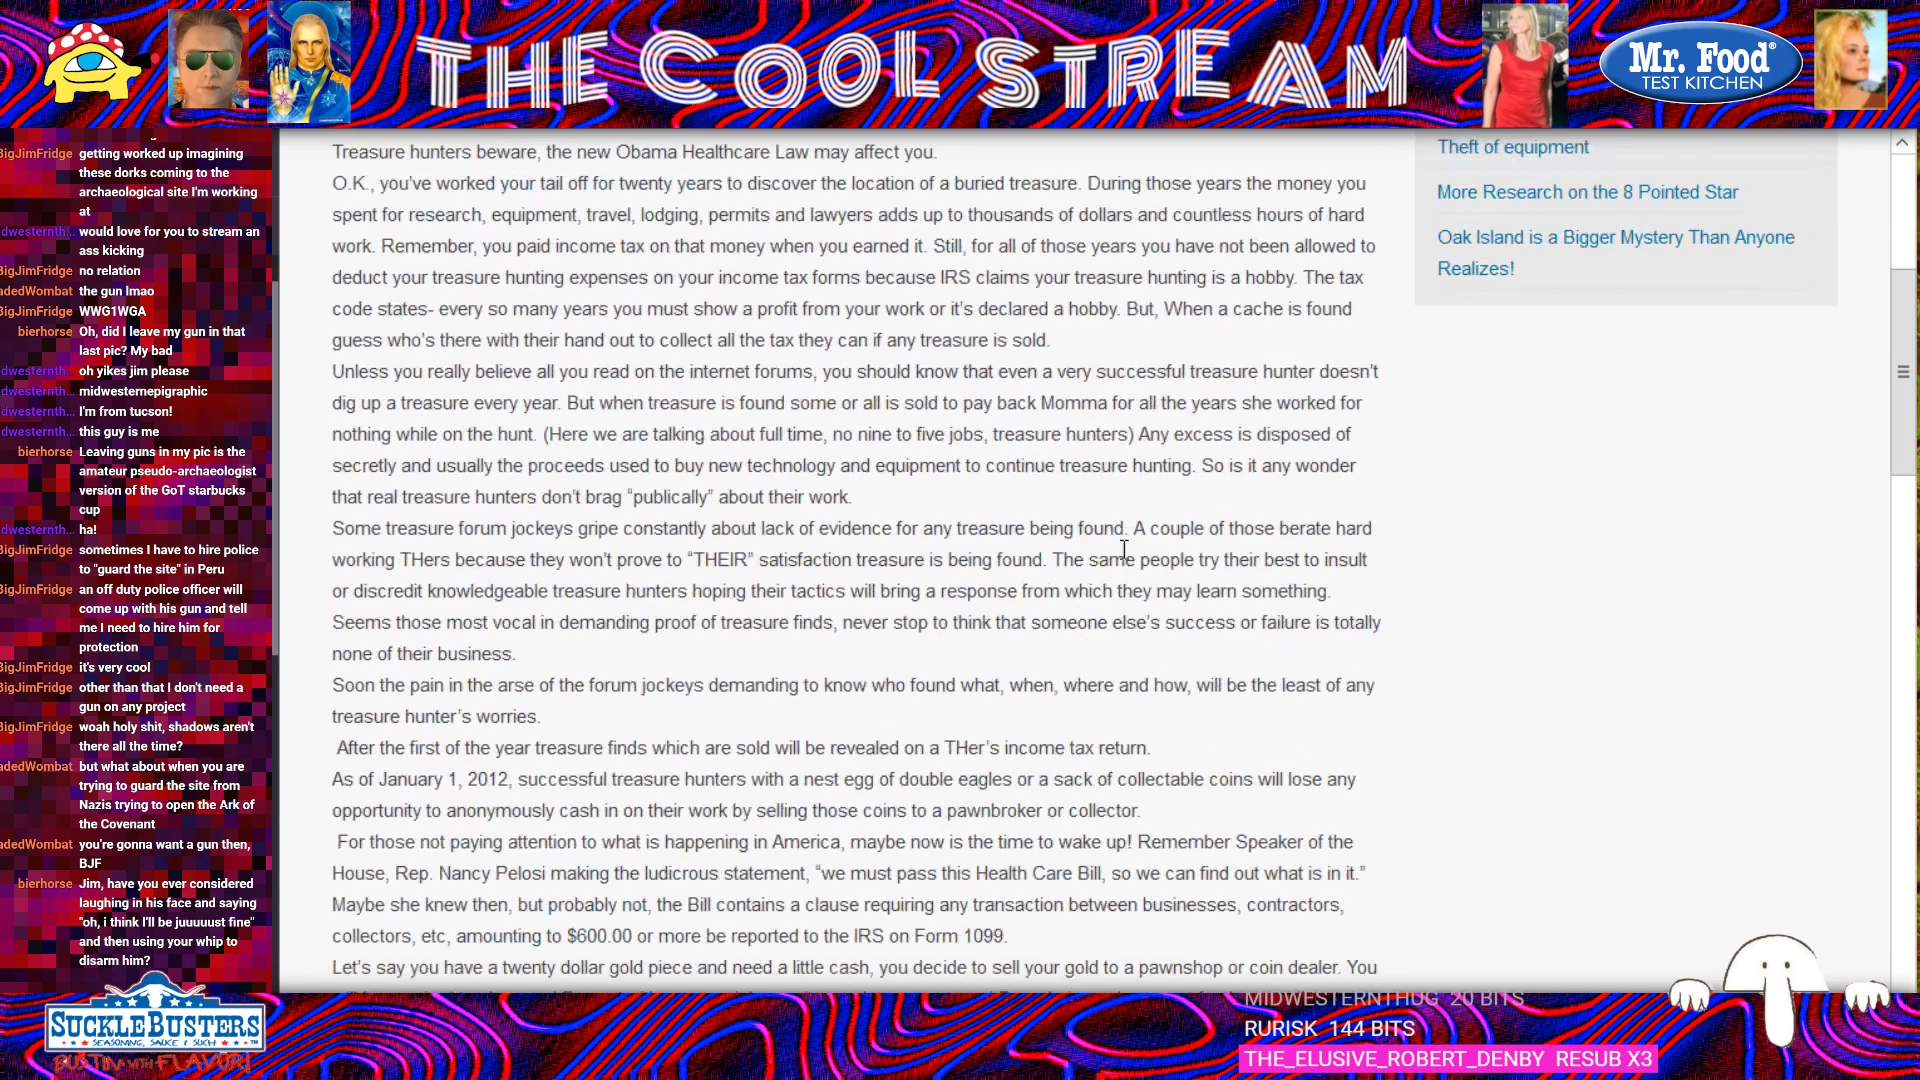 THE COOL STREAM
Mr. Food®
TEST KITCHEN
BigJimFridge getting worked up imagining
these dorks coming to the
archaeological site I'm working
at
dwesternth... would love for you to stream an
ass kicking
BigJimFridge no relation
adedWombat the gun lmao
BigJimFridge WWG1WGA
bierhorse Oh, did I leave my gun in that
last pic? My bad
dwesternth... oh yikes jim please
dwesternth... midwesternepigraphic
dwesternth... I'm from tucson!
dwesternth... this guy is me
bierhorse Leaving guns in my pic is the
amateur pseudo-archaeologist
version of the GoT starbucks
cup
dwesternth... ha!
BigJimFridge sometimes I have to hire police
to "guard the site" in Peru
BigJimFridge an off duty police officer will
come up with his gun and tell
me I need to hire him for
protection
BigJimFridge it's very cool
BigJimFridge other than that I don't need a
gun on any project
BigJimFridge woah holy shit, shadows aren't
there all the time?
adedWombat but what about when you are
trying to guard the site from
Nazis trying to open the Ark of
the Covenant
adedWombat you're gonna want a gun then,
BJF
bierhorse Jim, have you ever considered
laughing in his face and saying
"oh, i think I'll be juuuuust fine"
and then using your whip to
disarm him?
Treasure hunters beware, the new Obama Healthcare Law may affect you.
O.K., you’ve worked your tail off for twenty years to discover the location of a buried treasure. During those years the money you
spent for research, equipment, travel, lodging, permits and lawyers adds up to thousands of dollars and countless hours of hard
work. Remember, you paid income tax on that money when you earned it. Still, for all of those years you have not been allowed to
deduct your treasure hunting expenses on your income tax forms because IRS claims your treasure hunting is a hobby. The tax
code states- every so many years you must show a profit from your work or it’s declared a hobby. But, When a cache is found
guess who’s there with their hand out to collect all the tax they can if any treasure is sold.
Unless you really believe all you read on the internet forums, you should know that even a very successful treasure hunter doesn’t
dig up a treasure every year. But when treasure is found some or all is sold to pay back Momma for all the years she worked for
nothing while on the hunt. (Here we are talking about full time, no nine to five jobs, treasure hunters) Any excess is disposed of
secretly and usually the proceeds used to buy new technology and equipment to continue treasure hunting. So is it any wonder
that real treasure hunters don’t brag “publically” about their work.
Some treasure forum jockeys gripe constantly about lack of evidence for any treasure being found. A couple of those berate hard
working THers because they won’t prove to “THEIR” satisfaction treasure is being found. The same people try their best to insult
or discredit knowledgeable treasure hunters hoping their tactics will bring a response from which they may learn something.
Seems those most vocal in demanding proof of treasure finds, never stop to think that someone else’s success or failure is totally
none of their business.
Soon the pain in the arse of the forum jockeys demanding to know who found what, when, where and how, will be the least of any
treasure hunter’s worries.
After the first of the year treasure finds which are sold will be revealed on a THer’s income tax return.
As of January 1, 2012, successful treasure hunters with a nest egg of double eagles or a sack of collectable coins will lose any
opportunity to anonymously cash in on their work by selling those coins to a pawnbroker or collector.
For those not paying attention to what is happening in America, maybe now is the time to wake up! Remember Speaker of the
House, Rep. Nancy Pelosi making the ludicrous statement, “we must pass this Health Care Bill, so we can find out what is in it.”
Maybe she knew then, but probably not, the Bill contains a clause requiring any transaction between businesses, contractors,
collectors, etc, amounting to $600.00 or more be reported to the IRS on Form 1099.
Let’s say you have a twenty dollar gold piece and need a little cash, you decide to sell your gold to a pawnshop or coin dealer. You
Theft of equipment
More Research on the 8 Pointed Star
Oak Island is a Bigger Mystery Than Anyone
Realizes!
SUCKLEBUSTERS
SEASONING, SAUCE & SUCH
BUSTIN WITH FLAVOR!
MIDWESTERNTHUG 20 BITS
RURISK 144 BITS
THE_ELUSIVE_ROBERT_DENBY RESUB X3